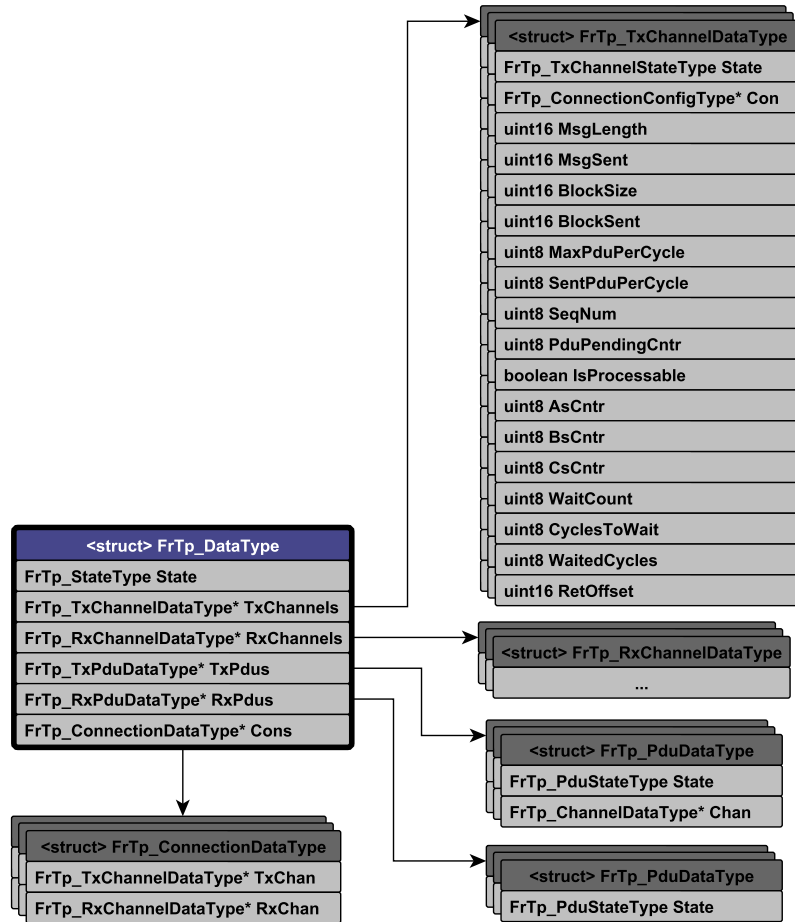 <struct> FrTp_TxChannelDataType
FrTp_TxChannelStateType State
FrTp_ConnectionConfigType* Con
uint16 MsgLength
uint16 MsgSent
uint16 BlockSize
uint16 BlockSent
uint8 MaxPduPerCycle
uint8 SentPduPerCycle
uint8 SeqNum
uint8 PduPendingCntr
boolean IsProcessable
uint8 AsCntr
uint8 BsCntr
uint8 CsCntr
uint8 WaitCount
uint8 CyclesToWait
uint8 WaitedCycles
uint16 RetOffset
<struct> FrTp_DataType
FrTp_StateType State
FrTp_TxChannelDataType* TxChannels
FrTp_RxChannelDataType* RxChannels
FrTp_TxPduDataType* TxPdus
FrTp_RxPduDataType* RxPdus
FrTp_ConnectionDataType* Cons
<struct> FrTp_RxChannelDataType
...
<struct> FrTp_PduDataType
FrTp_PduStateType State
FrTp_ChannelDataType* Chan
<struct> FrTp_ConnectionDataType
FrTp_TxChannelDataType* TxChan
FrTp_RxChannelDataType* RxChan
<struct> FrTp_PduDataType
FrTp_PduStateType State